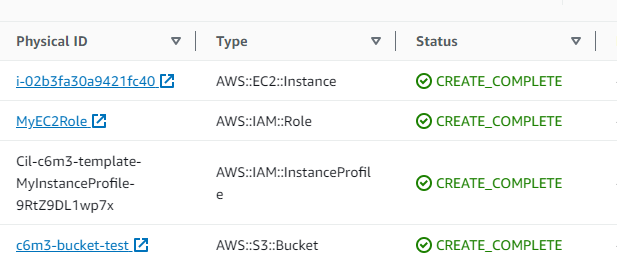 Physical ID Type Status
i-02b3fa30a9421fc40 AWS::EC2::Instance CREATE_COMPLETE
MyEC2Role AWS::IAM::Role CREATE_COMPLETE
Cil-c6m3-template-
MyInstanceProfile-
9RtZ9DL1wp7x
AWS::IAM::InstanceProfil
e
CREATE_COMPLETE
c6m3-bucket-test AWS::S3::Bucket CREATE_COMPLETE